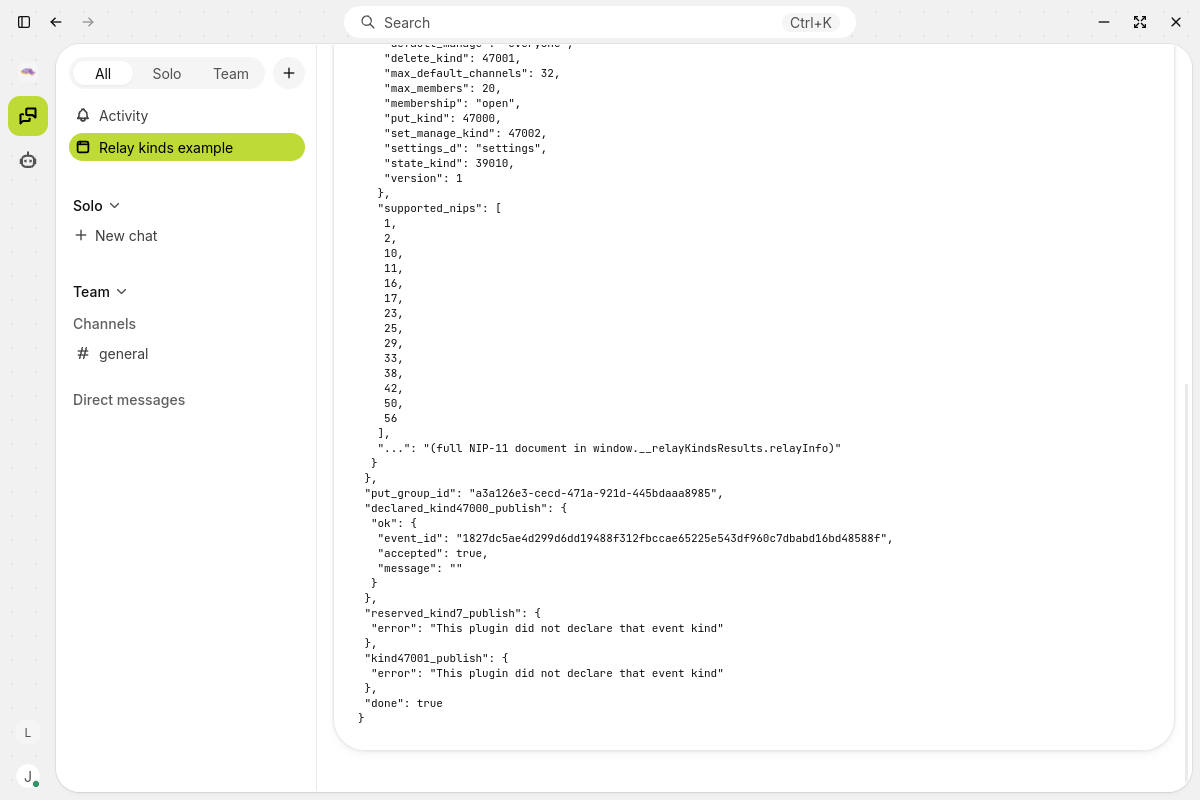 Search
Ctrl+K
All
Solo
Team
Activity
Relay kinds example
Solo
New chat
Team
Channels
# general
Direct messages
L
J
"default_manage": "everyone",
"delete_kind": 47001,
"max_default_channels": 32,
"max_members": 20,
"membership": "open",
"put_kind": 47000,
"set_manage_kind": 47002,
"settings_d": "settings",
"state_kind": 39010,
"version": 1
},
"supported_nips": [
1,
2,
10,
11,
16,
17,
23,
25,
29,
33,
38,
42,
50,
56
],
"...": "(full NIP-11 document in window.__relayKindsResults.relayInfo)"
}
},
"put_group_id": "a3a126e3-cecd-471a-921d-445bdaaa8985",
"declared_kind47000_publish": {
"ok": {
"event_id": "1827dc5ae4d299d6dd19488f312fbccae65225e543df960c7dbabd16bd48588f",
"accepted": true,
"message": ""
}
},
"reserved_kind7_publish": {
"error": "This plugin did not declare that event kind"
},
"kind47001_publish": {
"error": "This plugin did not declare that event kind"
},
"done": true
}